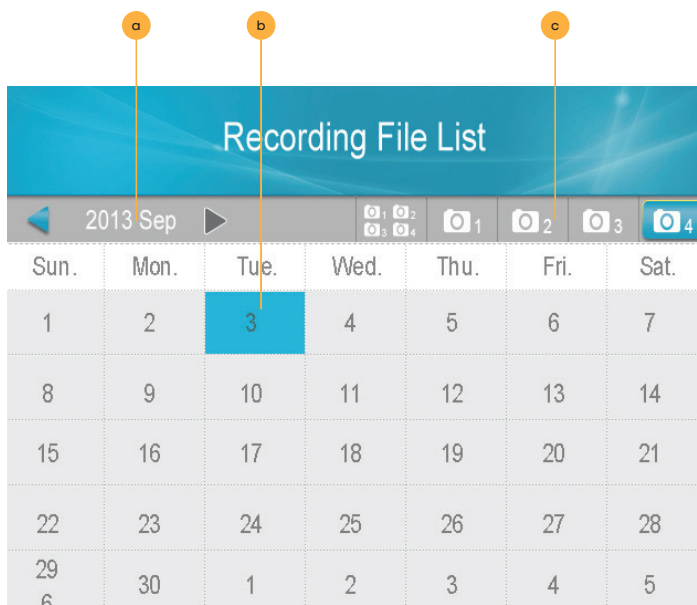 a b c
Recording File List
2013 Sep 1 2 3 4 1 2 3 4
Sun. Mon. Tue. Wed. Thu. Fri. Sat.
1 2 3 4 5 6 7
8 9 10 11 12 13 14
15 16 17 18 19 20 21
22 23 24 25 26 27 28
29 30 1 2 3 4 5
6